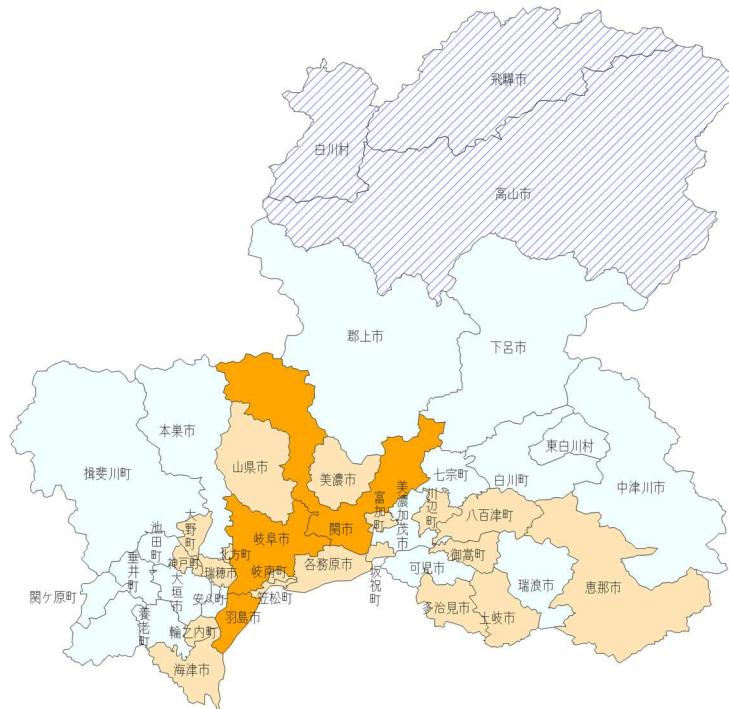 飛驒市
白川村
高山市
郡上市
下呂市
本巣市
揖斐川町
山県市
美濃市
七宗町
東白川村
白川町
中津川市
美濃加茂市
川辺町
富加町
八百津町
大野町
池田町
垂井町
神戸町
北方町
岐阜市
関市
各務原市
坂祝町
可児市
御嵩町
瑞浪市
恵那市
関ケ原町
大垣市
瑞穂市
岐南町
安八町
笠松町
羽島市
養老町
輪之内町
多治見市
土岐市
海津市